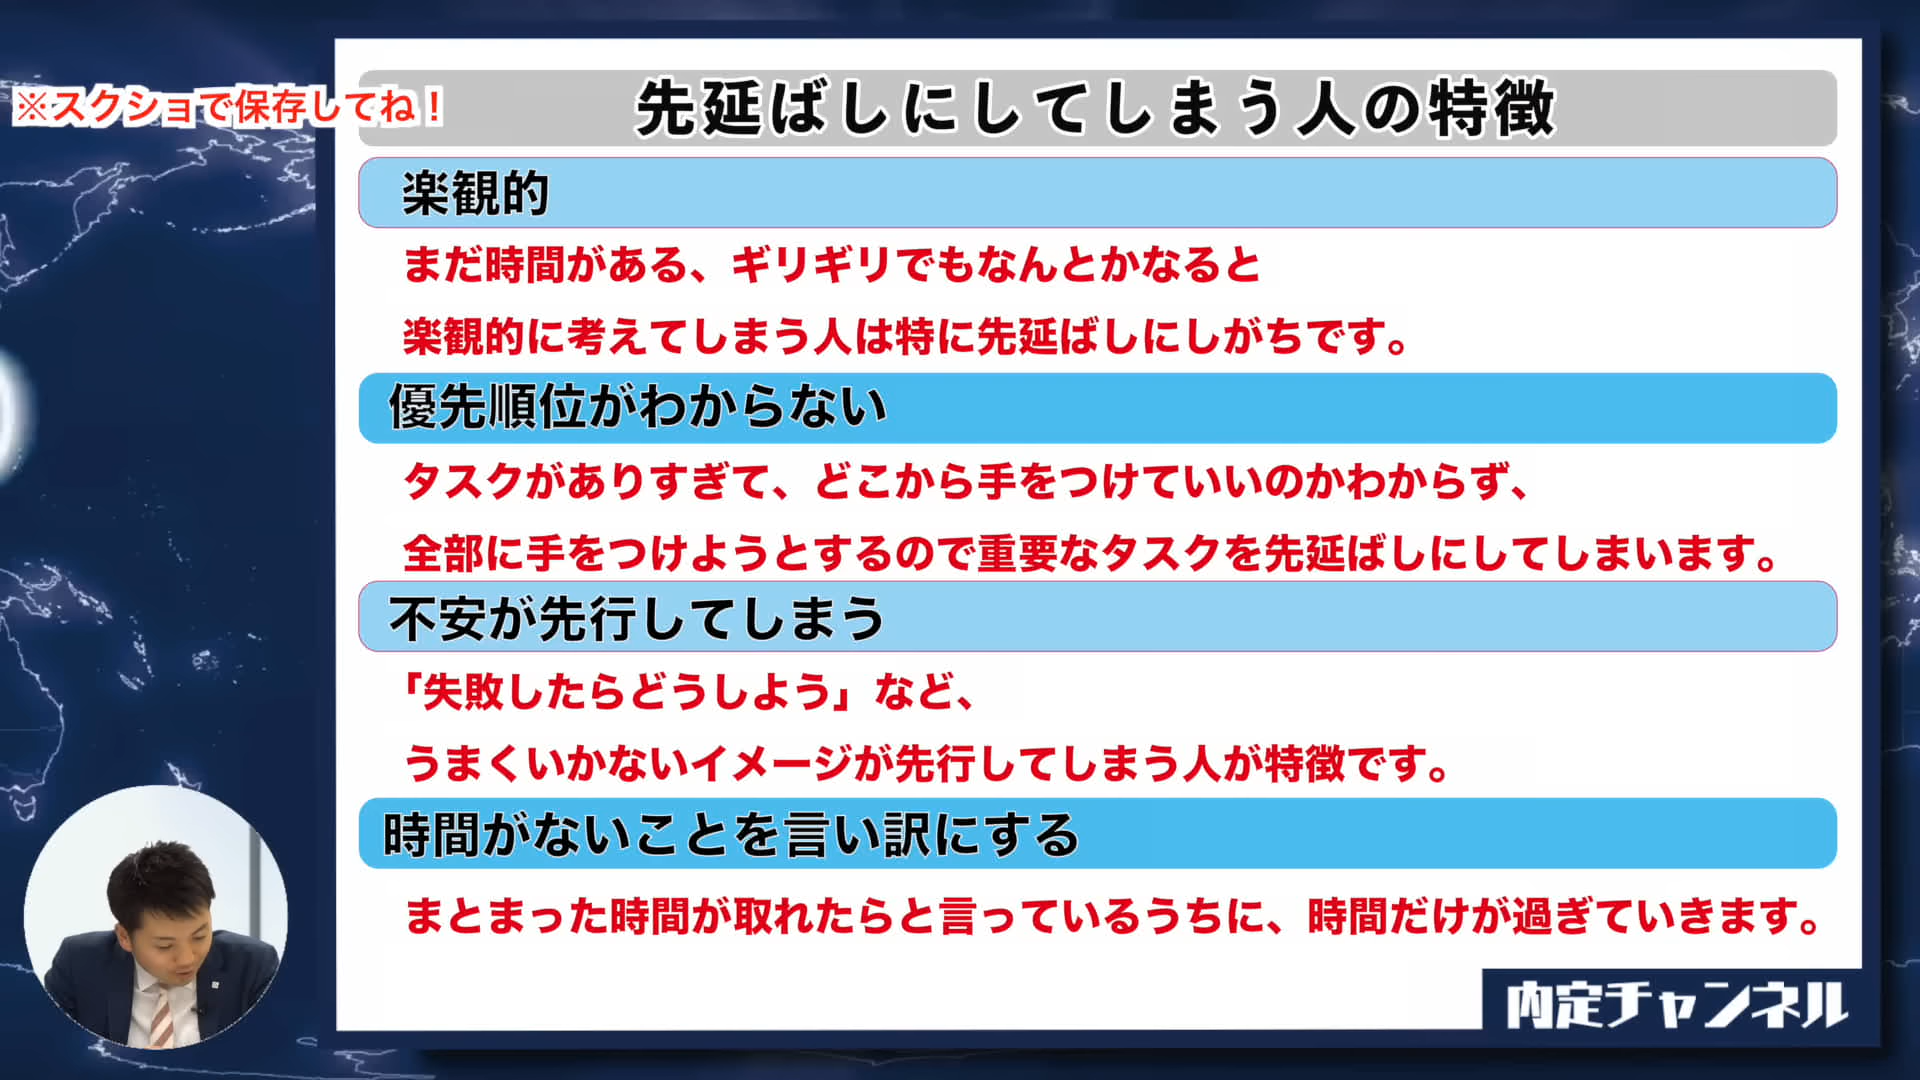 ※スクショで保存してね！
先延ばしにしてしまう人の特徴
楽観的
まだ時間がある、ギリギリでもなんとかなると
楽観的に考えてしまう人は特に先延ばしにしがちです。
優先順位がわからない
タスクがありすぎて、どこから手をつけていいのかわからず、
全部に手をつけようとするので重要なタスクを先延ばしにしてしまいます。
不安が先行してしまう
「失敗したらどうしよう」など、
うまくいかないイメージが先行してしまう人が特徴です。
時間がないことを言い訳にする
まとまった時間が取れたらと言っているうちに、時間だけが過ぎていきます。
内定チャンネル